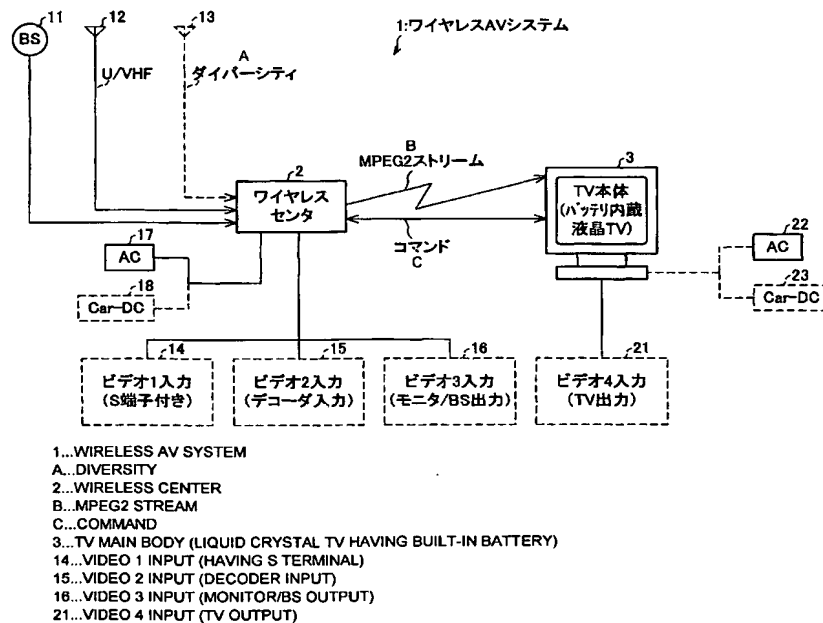 11
12
13
1:ワイヤレスAVシステム
BS
U/VHF
A
ダイバーシティ
B
MPEG2ストリーム
2
ワイヤレス
センタ
3
TV本体
(バッテリ内蔵
液晶TV)
コマンド
C
17
AC
18
Car-DC
22
AC
23
Car-DC
14
ビデオ1入力
(S端子付き)
15
ビデオ2入力
(デコーダ入力)
16
ビデオ3入力
(モニタ/BS出力)
21
ビデオ4入力
(TV出力)
1...WIRELESS AV SYSTEM
A...DIVERSITY
2...WIRELESS CENTER
B...MPEG2 STREAM
C...COMMAND
3...TV MAIN BODY (LIQUID CRYSTAL TV HAVING BUILT-IN BATTERY)
14...VIDEO 1 INPUT (HAVING S TERMINAL)
15...VIDEO 2 INPUT (DECODER INPUT)
16...VIDEO 3 INPUT (MONITOR/BS OUTPUT)
21...VIDEO 4 INPUT (TV OUTPUT)